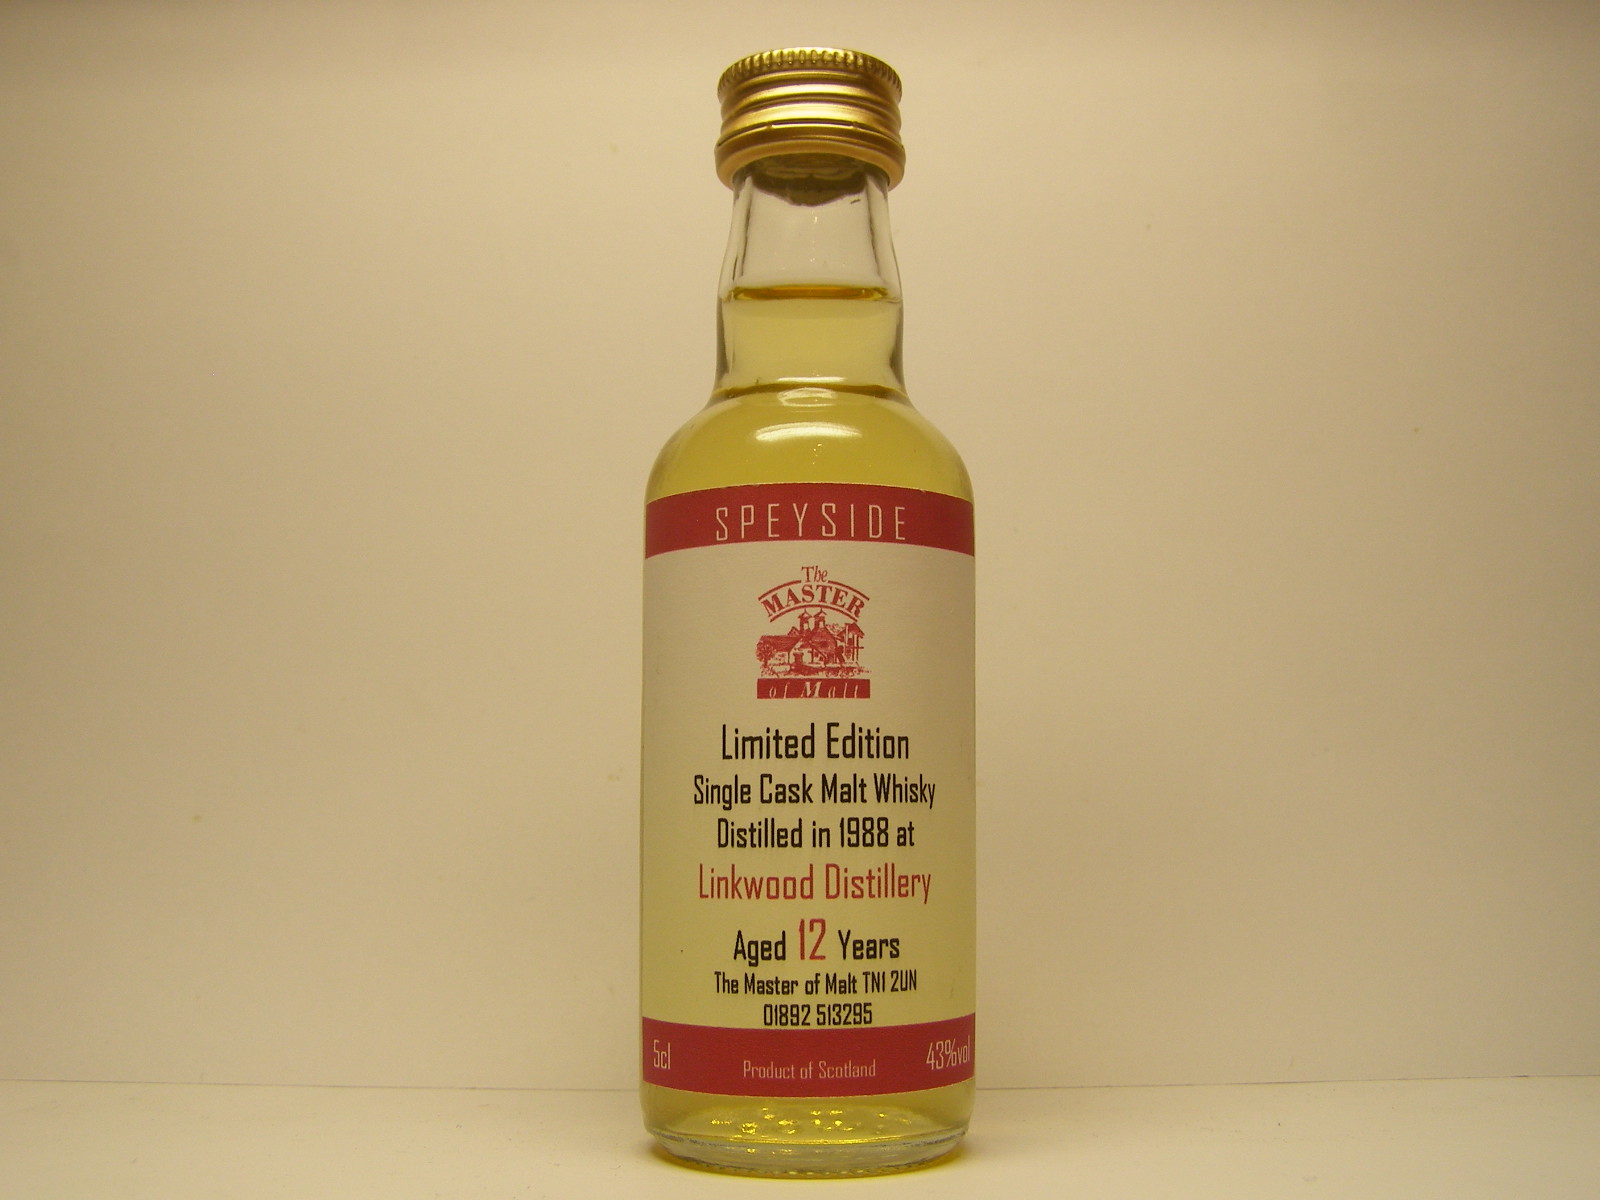 SPEYSIDE
The
MASTER
of Malt
Limited Edition
Single Cask Malt Whisky
Distilled in 1988 at
Linkwood Distillery
Aged 12 Years
The Master of Malt TN1 2UN
01892 513295
5cl
Product of Scotland
43%vol